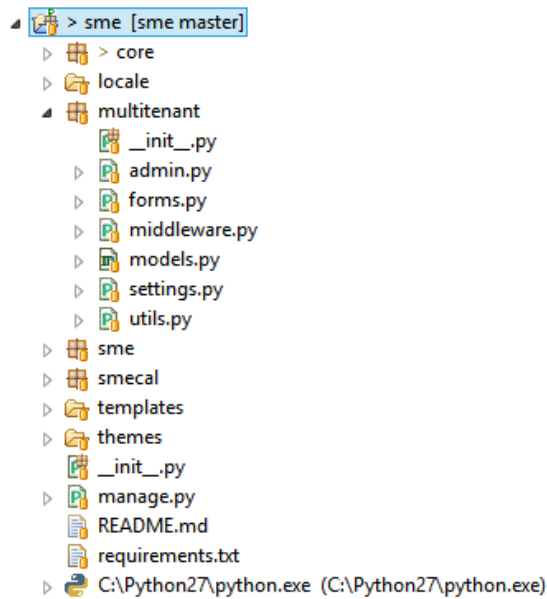 > sme [sme master]
> core
locale
multitenant
__init__.py
admin.py
forms.py
middleware.py
models.py
settings.py
utils.py
sme
smecal
templates
themes
__init__.py
manage.py
README.md
requirements.txt
C:\Python27\python.exe (C:\Python27\python.exe)